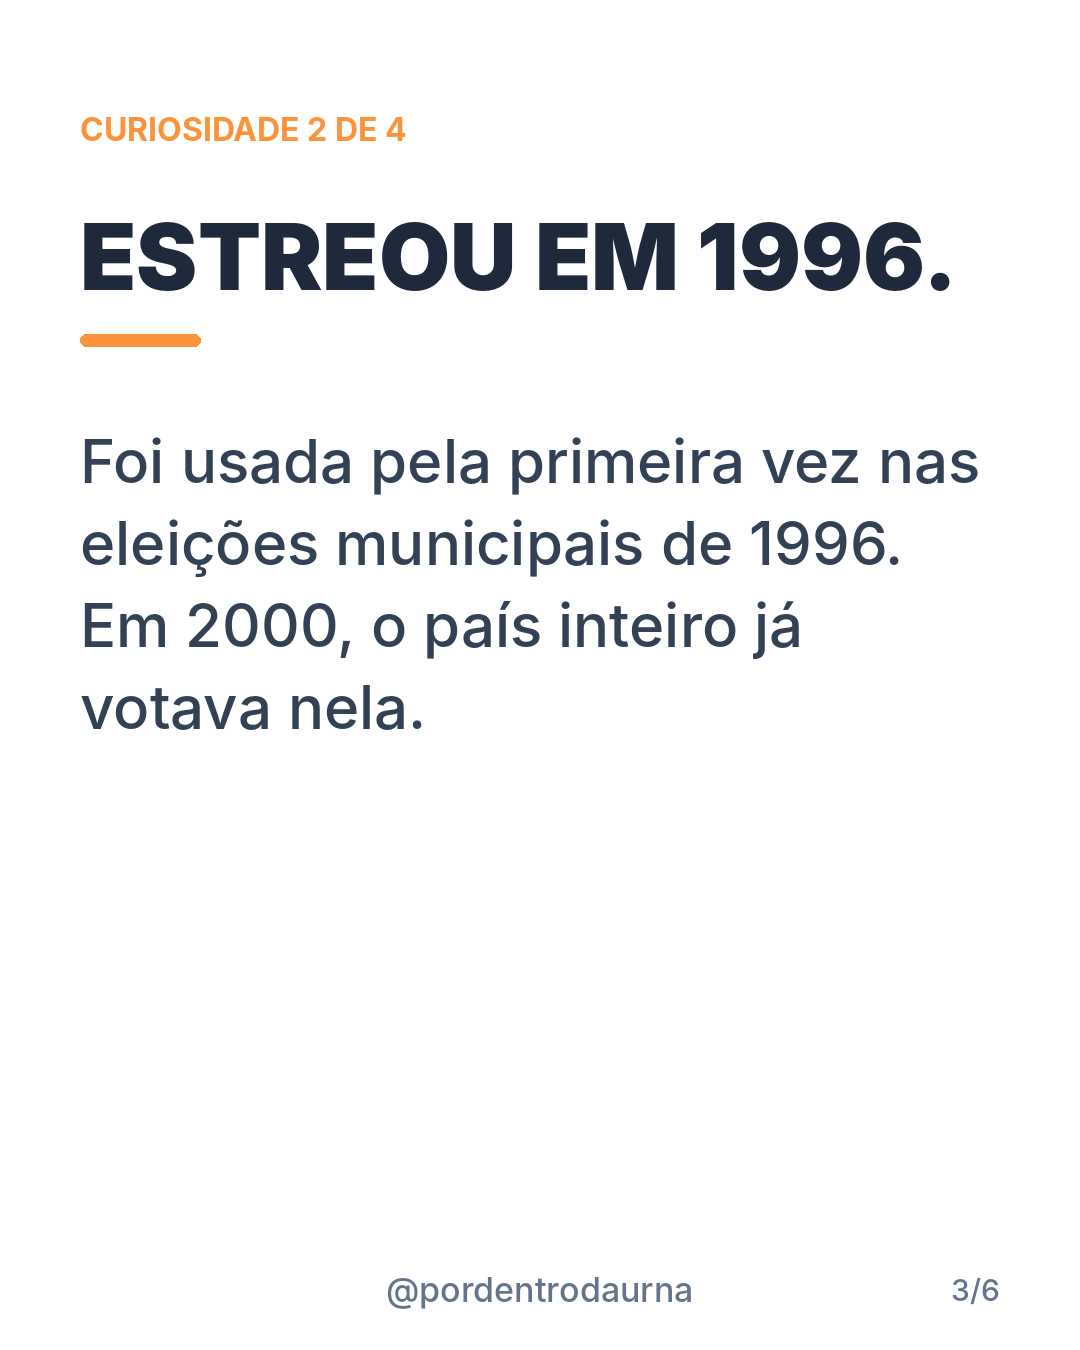 CURIOSIDADE 2 DE 4
ESTREOU EM 1996.
Foi usada pela primeira vez nas
eleições municipais de 1996.
Em 2000, o país inteiro já
votava nela.
@pordentrodaurna
3/6